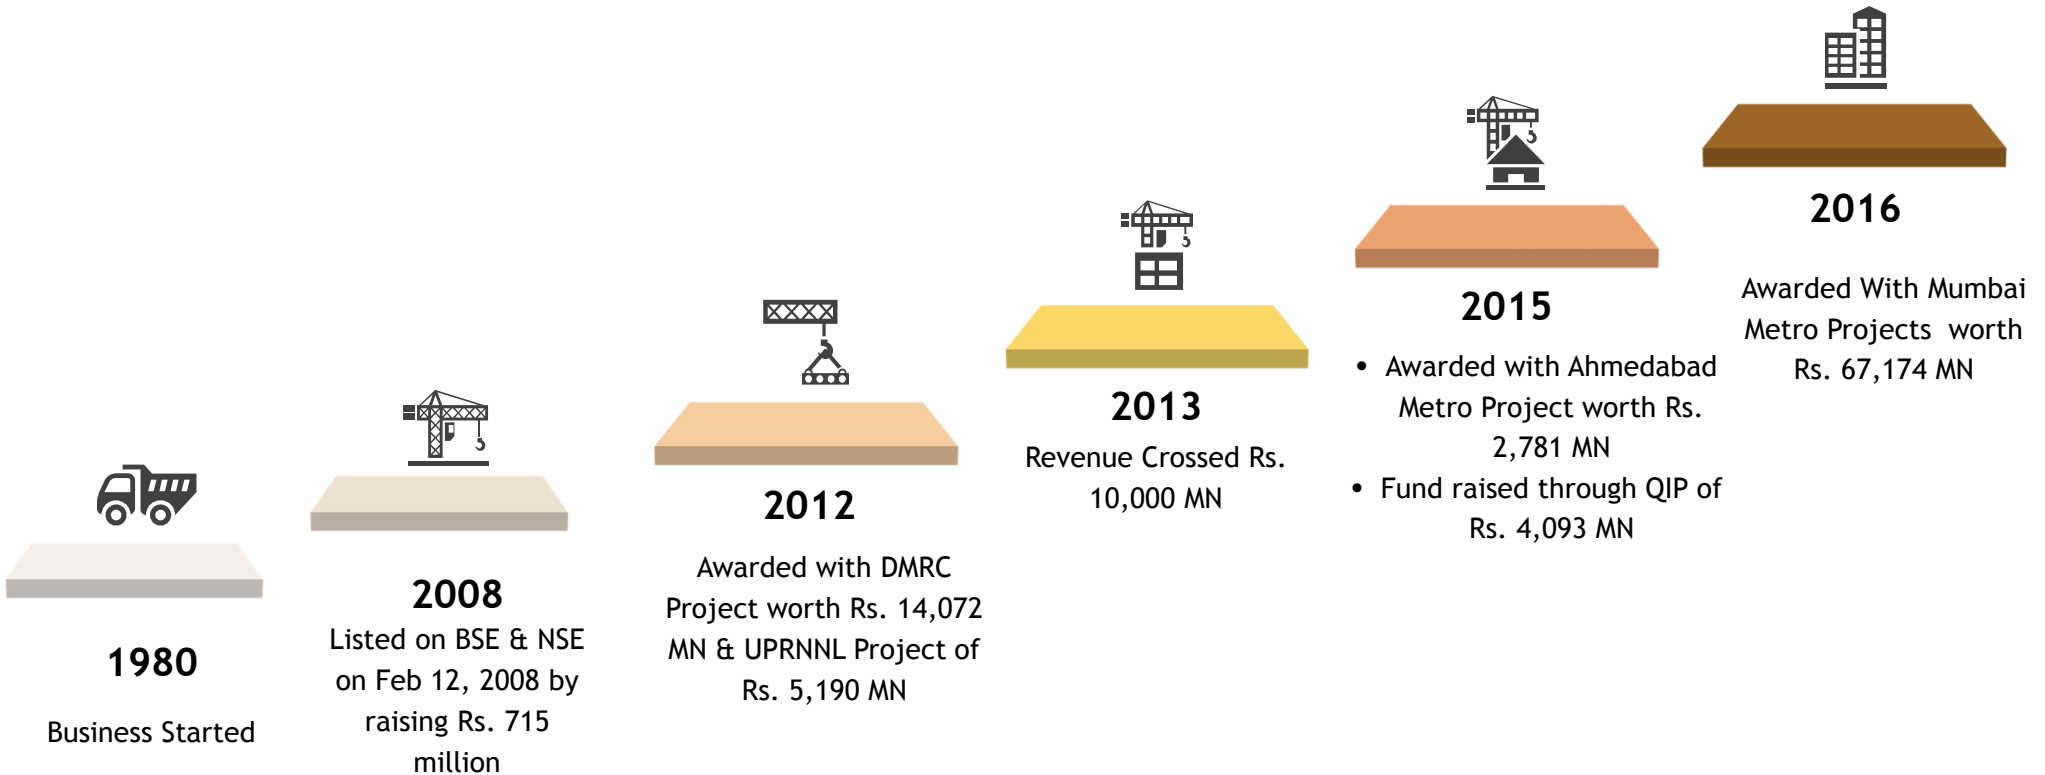 1980
Business Started
2008
Listed on BSE & NSE
on Feb 12, 2008 by
raising Rs. 715
million
2012
Awarded with DMRC
Project worth Rs. 14,072
MN & UPRNNL Project of
Rs. 5,190 MN
2013
Revenue Crossed Rs.
10,000 MN
2015
• Awarded with Ahmedabad
Metro Project worth Rs.
2,781 MN
• Fund raised through QIP of
Rs. 4,093 MN
2016
Awarded With Mumbai
Metro Projects worth
Rs. 67,174 MN